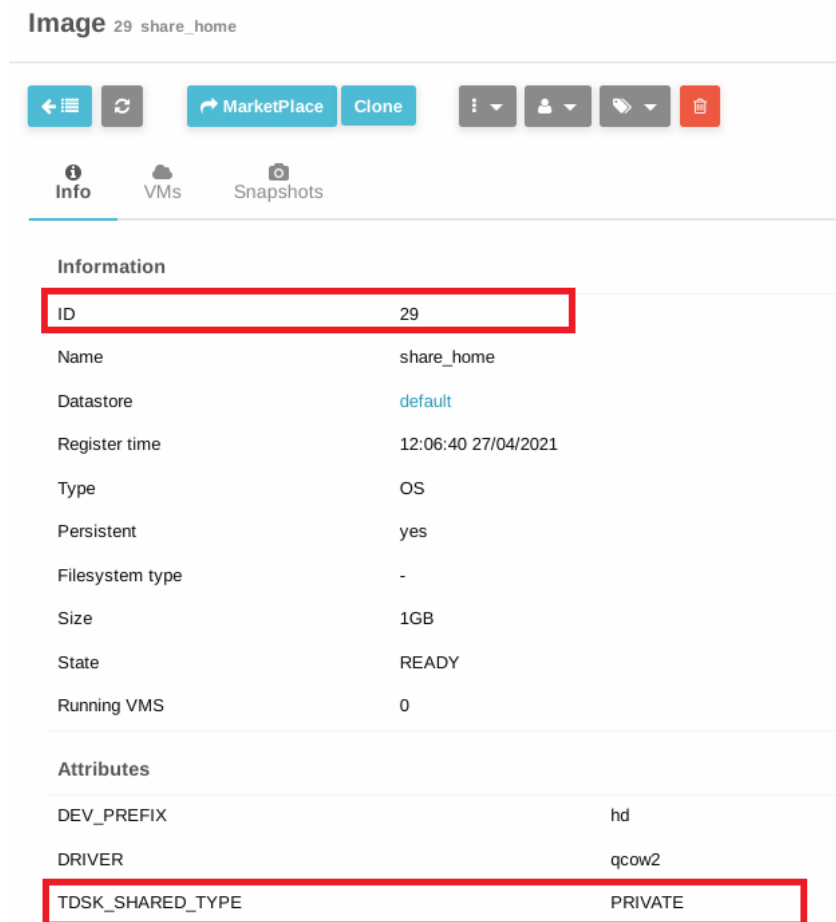 Image 29 share_home
MarketPlace Clone
Info VMs Snapshots
Information
ID 29
Name share_home
Datastore default
Register time 12:06:40 27/04/2021
Type OS
Persistent yes
Filesystem type -
Size 1GB
State READY
Running VMS 0
Attributes
DEV_PREFIX hd
DRIVER qcow2
TDSK_SHARED_TYPE PRIVATE